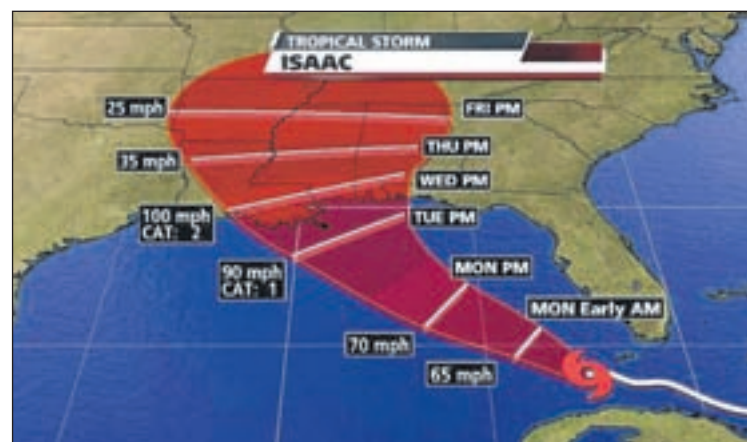 TROPICAL STORM
ISAAC
25 mph
FRI PM
35 mph
THU PM
100 mph
CAT: 2
WED PM
90 mph
CAT: 1
TUE PM
70 mph
MON PM
65 mph
MON Early AM